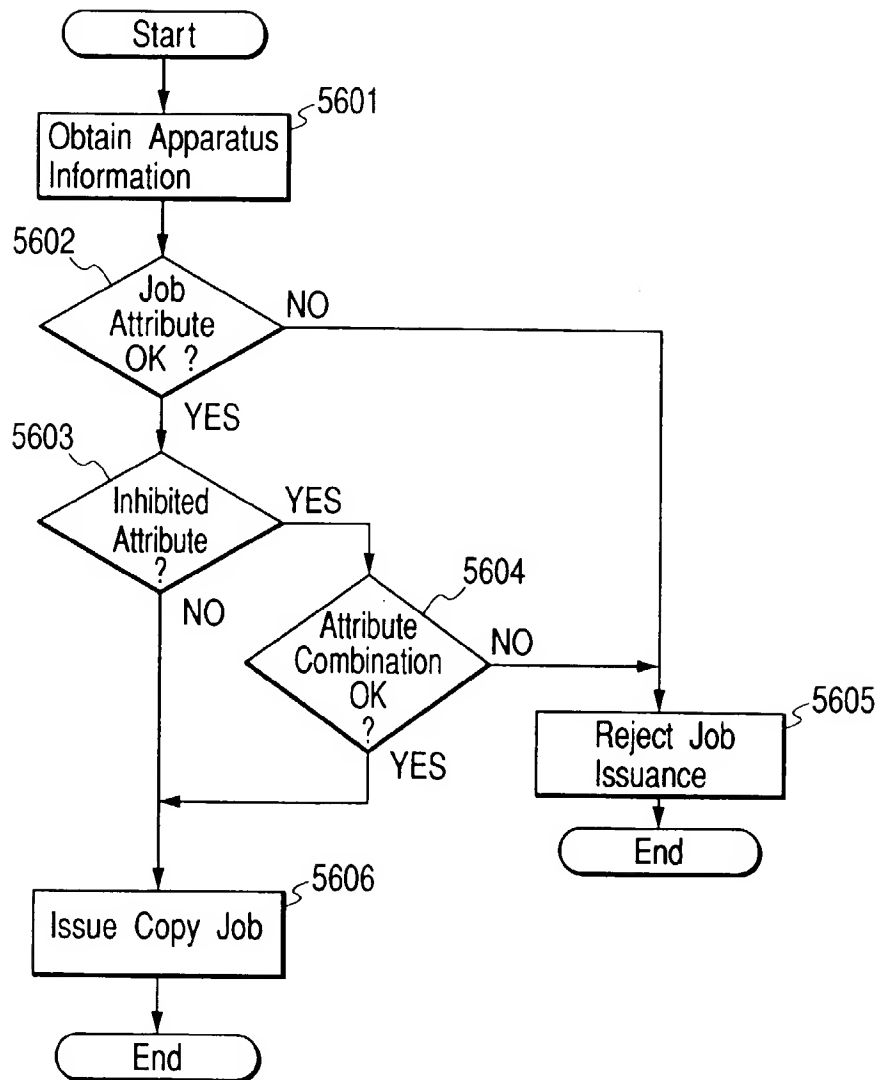 Start
5601
Obtain Apparatus
Information
5602
Job
Attribute
OK ?
NO
YES
5603
Inhibited
Attribute
?
YES
NO
5604
Attribute
Combination
OK
?
NO
YES
5605
Reject Job
Issuance
End
5606
Issue Copy Job
End